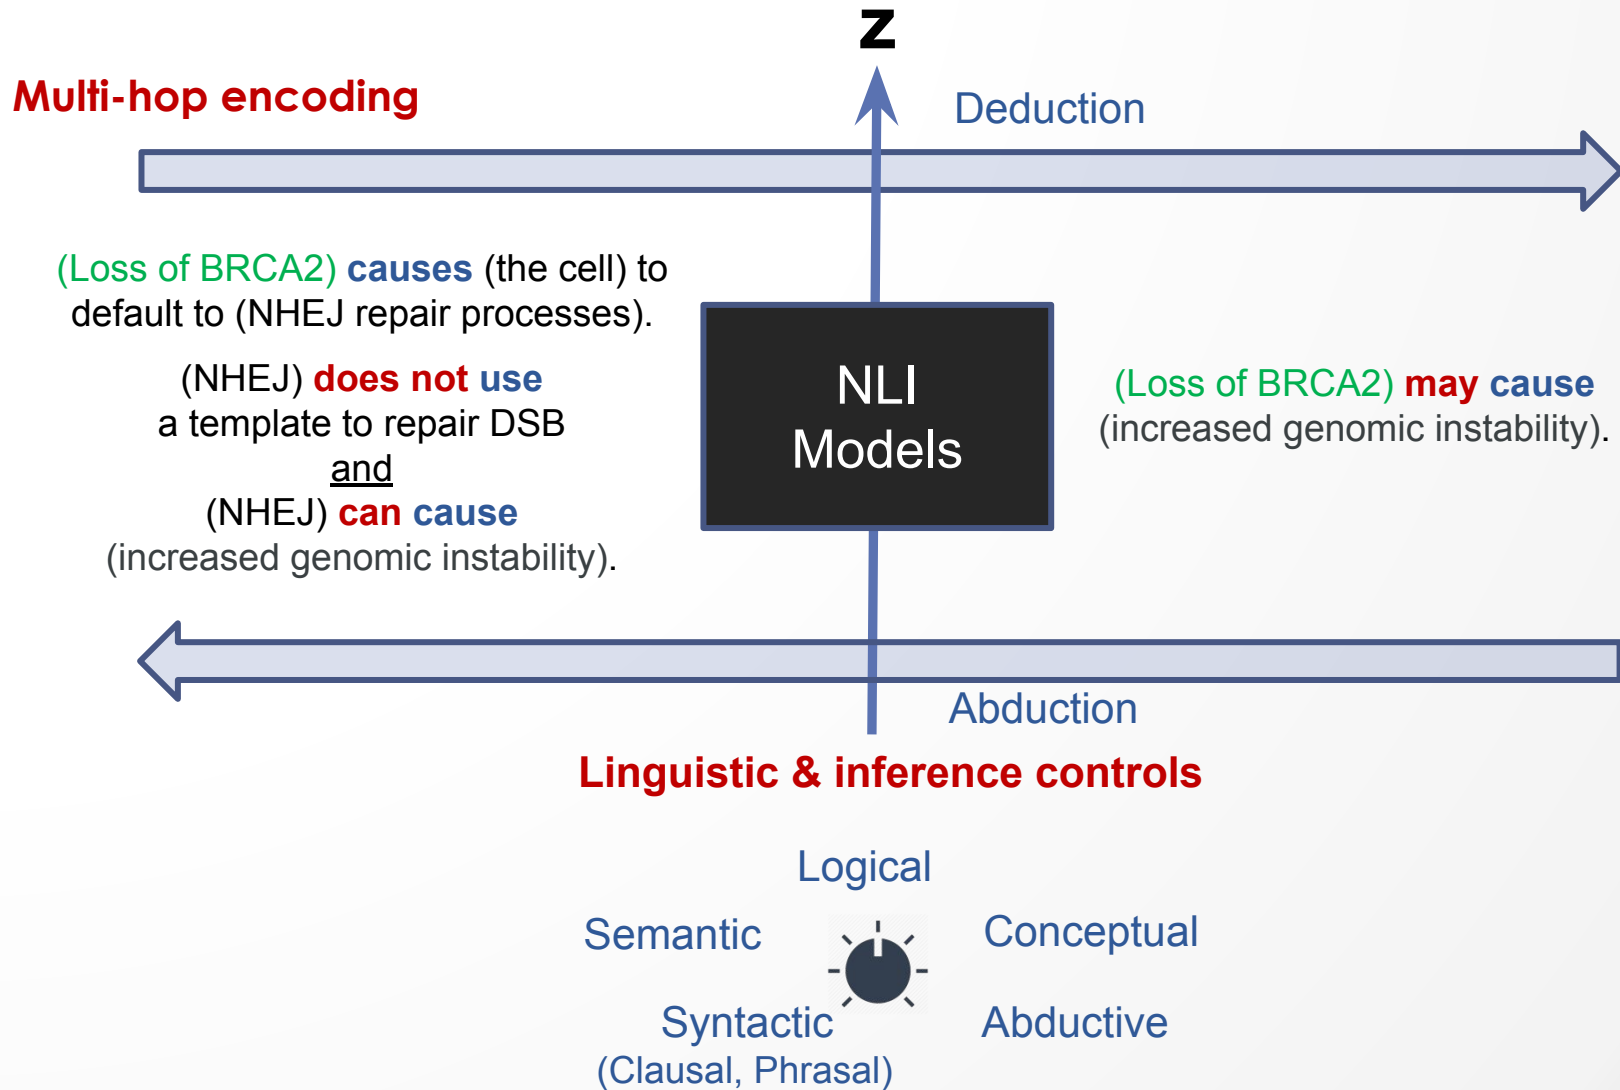 z
Multi-hop encoding
Deduction
(Loss of BRCA2) causes (the cell) to
default to (NHEJ repair processes).
(NHEJ) does not use
a template to repair DSB
and
(NHEJ) can cause
(increased genomic instability).
NLI
Models
(Loss of BRCA2) may cause
(increased genomic instability).
Abduction
Linguistic & inference controls
Logical
Semantic
Conceptual
Syntactic
(Clausal, Phrasal)
Abductive